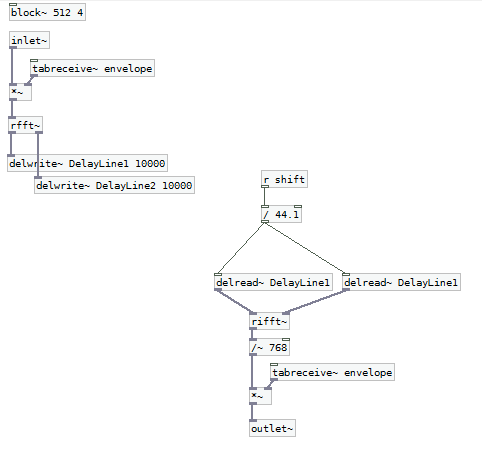 block~ 512 4
inlet~
tabreceive~ envelope
*~
rfft~
delwrite~ DelayLine1 10000
delwrite~ DelayLine2 10000
r shift
/ 44.1
delread~ DelayLine1
delread~ DelayLine1
rifft~
/~ 768
tabreceive~ envelope
*~
outlet~